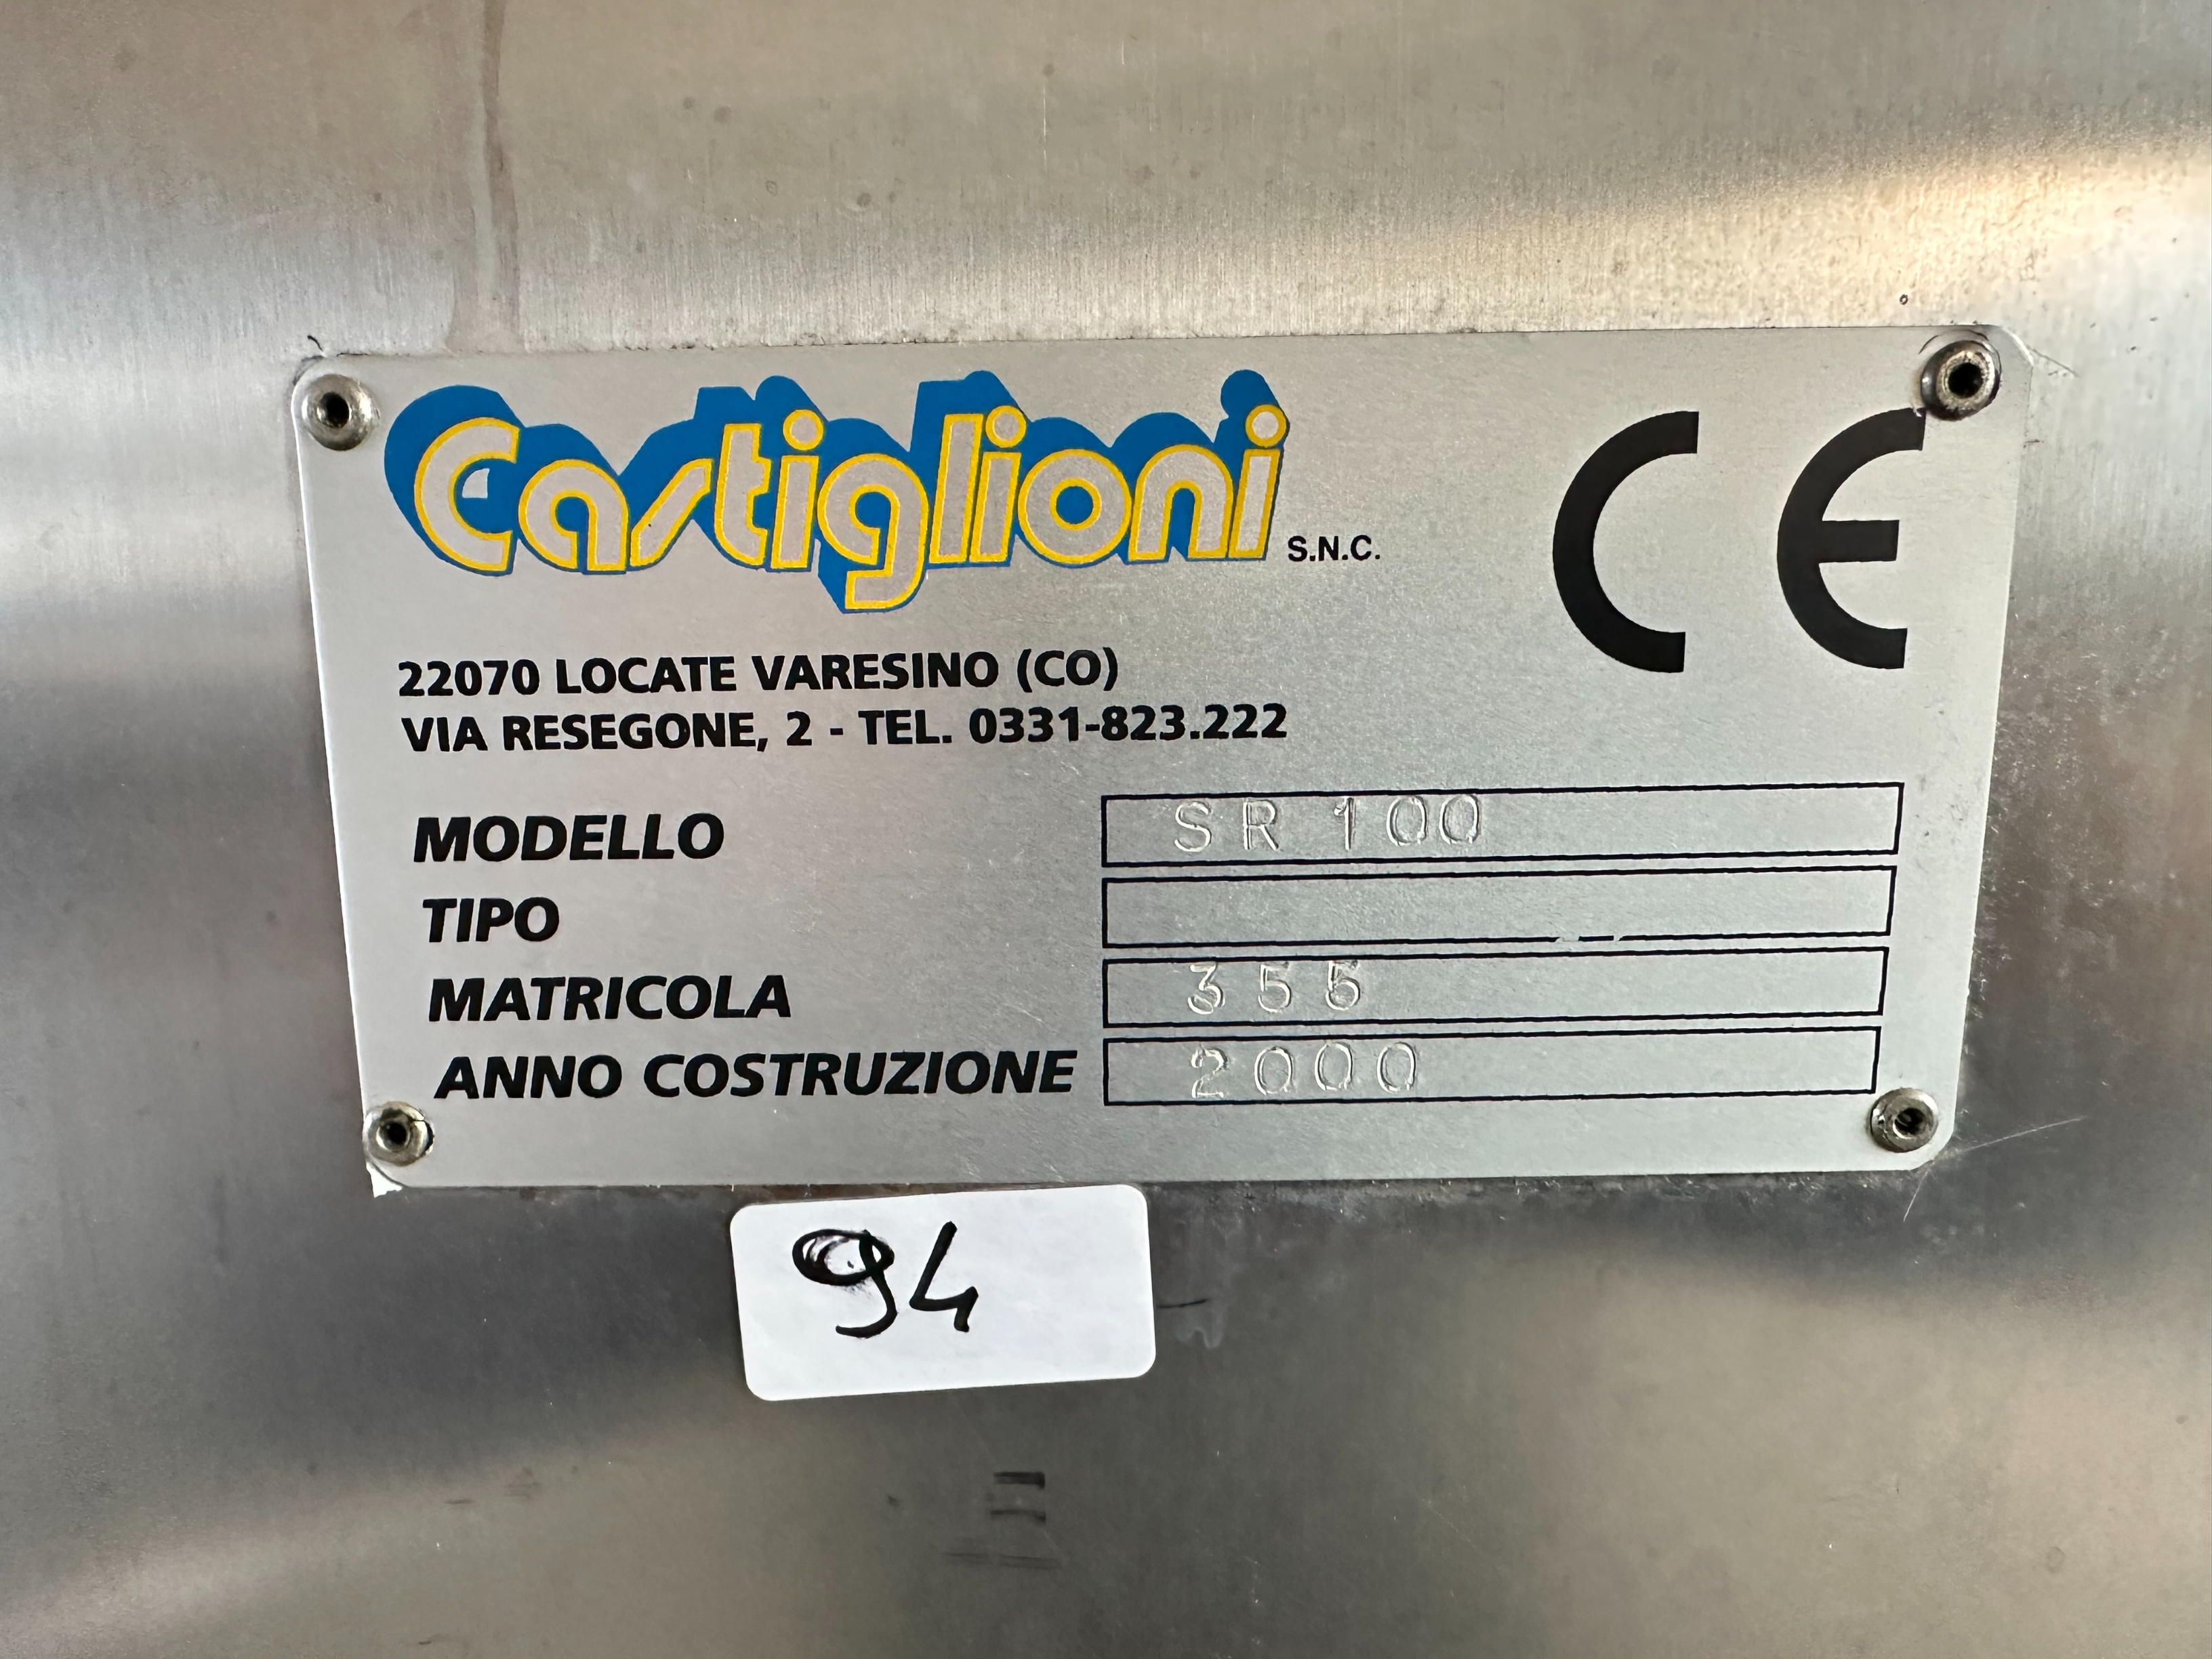 Castiglioni S.N.C.
CE
22070 LOCATE VARESINO (CO)
VIA RESEGONE, 2 - TEL. 0331-823.222
MODELLO SR 100
TIPO
MATRICOLA 355
ANNO COSTRUZIONE 2000
94